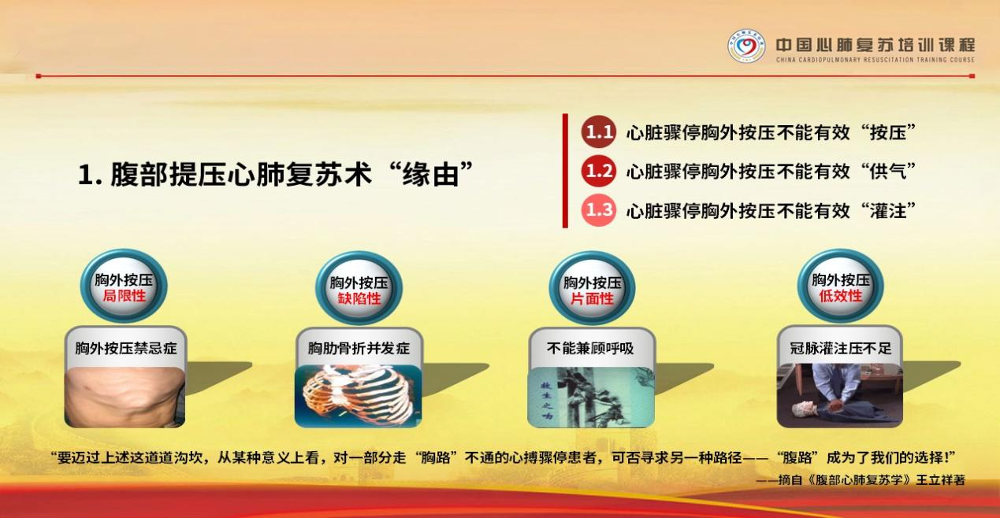 中国心肺复苏培训课程
CHINA CARDIOPULMONARY RESUSCITATION TRAINING COURSE
1. 腹部提压心肺复苏术“缘由”
1.1 心脏骤停胸外按压不能有效“按压”
1.2 心脏骤停胸外按压不能有效“供气”
1.3 心脏骤停胸外按压不能有效“灌注”
胸外按压
局限性
胸外按压禁忌症
胸外按压
缺陷性
胸肋骨折并发症
胸外按压
片面性
不能兼顾呼吸
救生之吻
胸外按压
低效性
冠脉灌注压不足
“要迈过上述这道道沟坎，从某种意义上看，对一部分走“胸路”不通的心搏骤停患者，可否寻求另一种路径——“腹路”成为了我们的选择!”
——摘自《腹部心肺复苏学》王立祥著